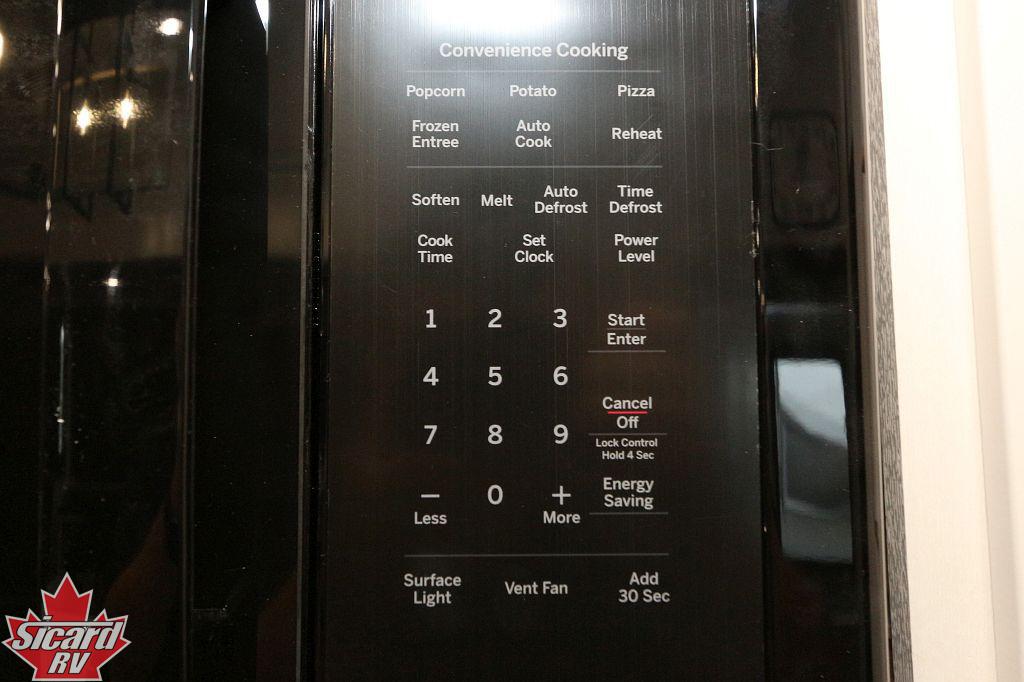 Convenience Cooking
Popcorn Potato Pizza
Frozen Entree
Auto Cook
Reheat
Soften
Melt
Auto Defrost
Time Defrost
Cook Time
Set Clock
Power Level
1 2 3
Start
Enter
4 5 6
Cancel
Off
7 8 9
Lock Control
Hold 4 Sec
− 0 +
Less More
Energy Saving
Surface Light
Vent Fan
Add 30 Sec
Sicard
RV